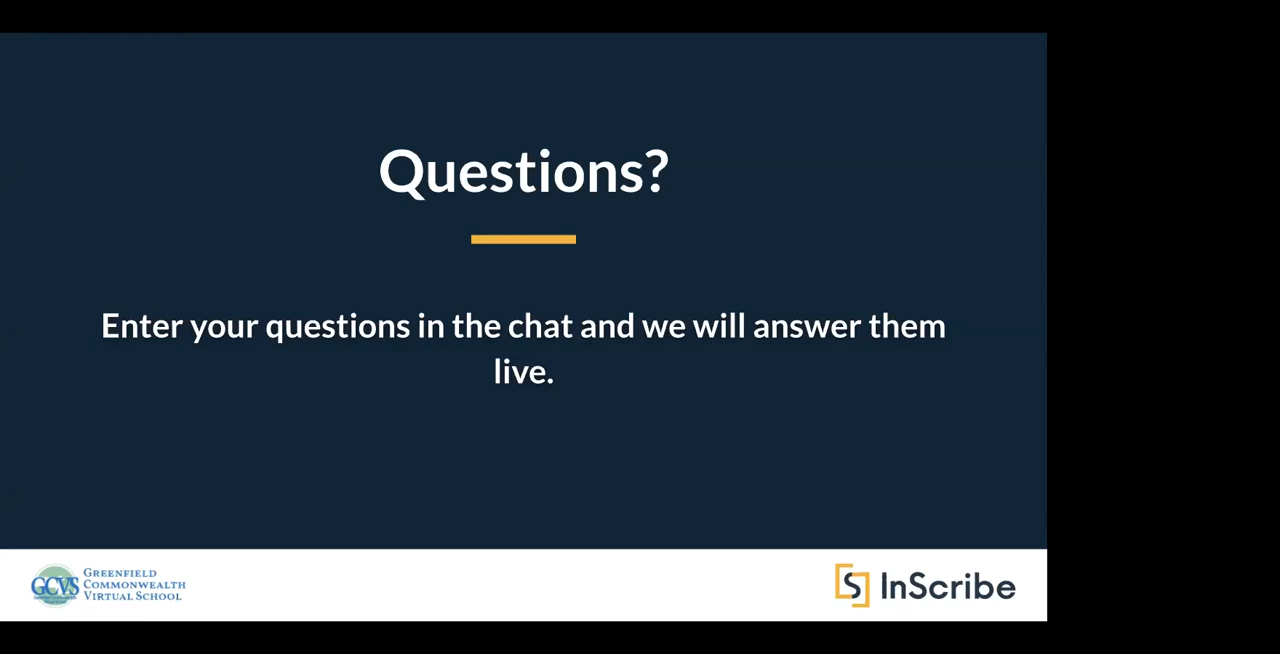 Questions?
Enter your questions in the chat and we will answer them
live.
GCVS
GREENFIELD
COMMONWEALTH
VIRTUAL SCHOOL
InScribe